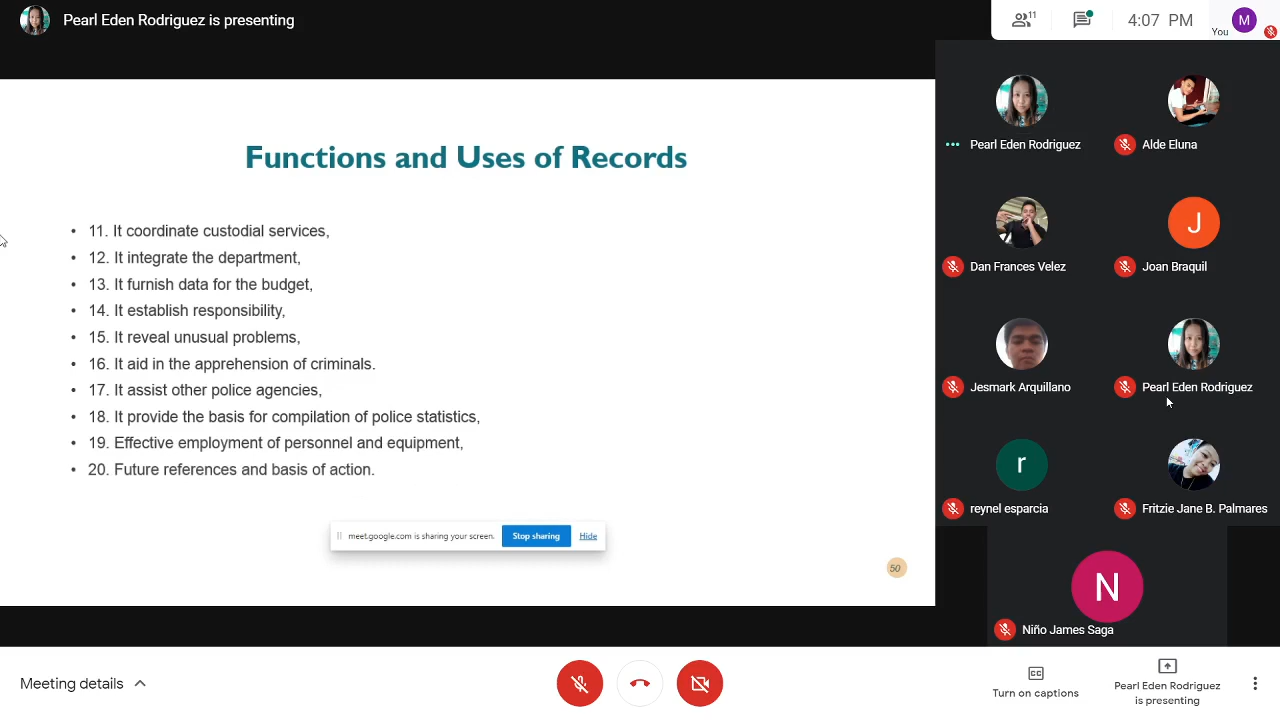 Pearl Eden Rodriguez is presenting
11
4:07 PM
You
M
Functions and Uses of Records
• 11. It coordinate custodial services,
• 12. It integrate the department,
• 13. It furnish data for the budget,
• 14. It establish responsibility,
• 15. It reveal unusual problems,
• 16. It aid in the apprehension of criminals.
• 17. It assist other police agencies,
• 18. It provide the basis for compilation of police statistics,
• 19. Effective employment of personnel and equipment,
• 20. Future references and basis of action.
meet.google.com is sharing your screen.
Stop sharing
Hide
50
Pearl Eden Rodriguez
Alde Eluna
Dan Frances Velez
J
Joan Braquil
Jesmark Arquillano
Pearl Eden Rodriguez
r
reynel esparcia
Fritzie Jane B. Palmares
N
Niño James Saga
Meeting details
CC
Turn on captions
Pearl Eden Rodriguez
is presenting